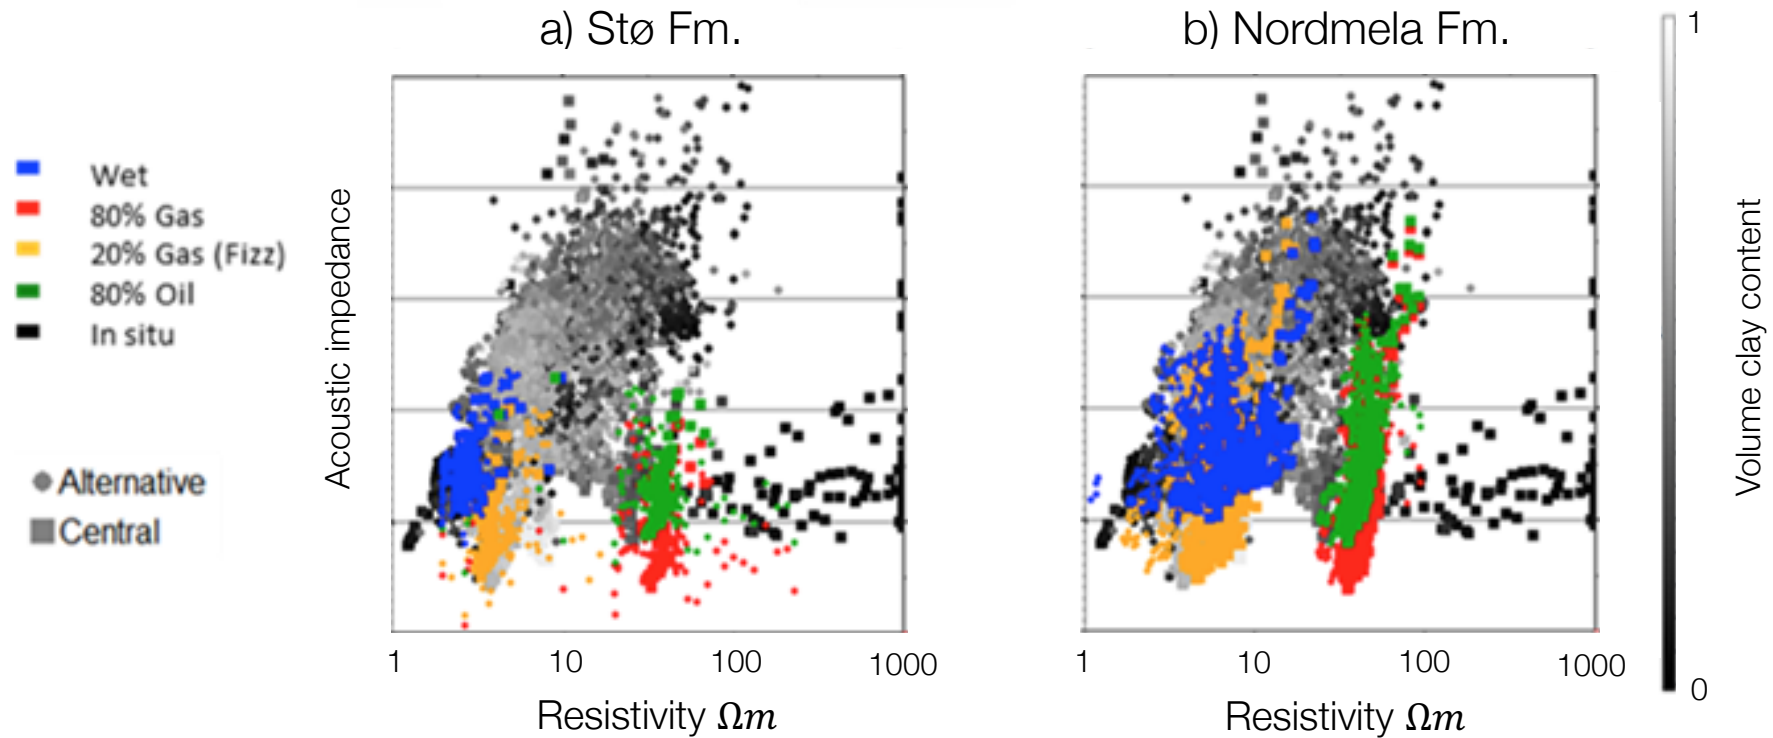 a) Stø Fm.
b) Nordmela Fm.
1
Wet
80% Gas
20% Gas (Fizz)
80% Oil
In situ
Alternative
Central
Acoustic impedance
Volume clay content
0
1
10
100
1000
1
10
100
1000
Resistivity Ωm
Resistivity Ωm